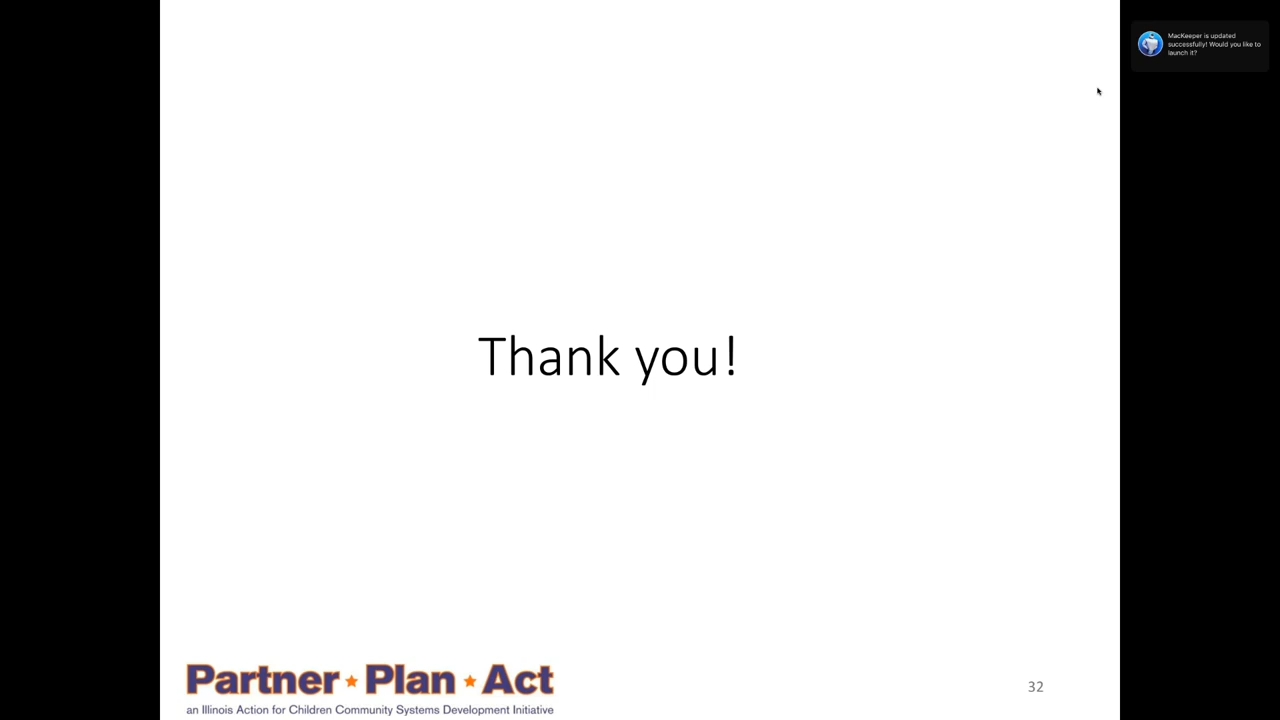 MacKeeper is updated
successfully! Would you like to
launch it?
Thank you!
Partner ★ Plan ★ Act
an Illinois Action for Children Community Systems Development Initiative
32